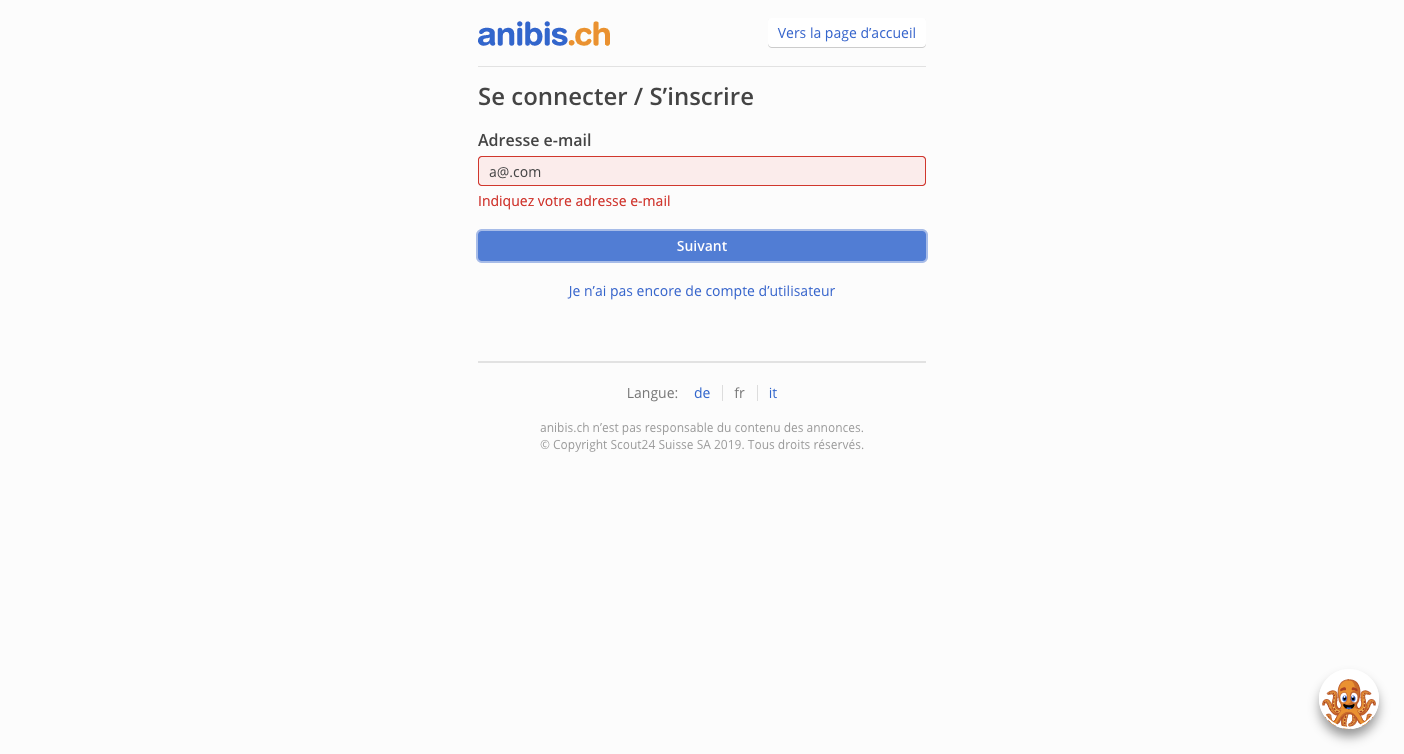 anibis.ch
Vers la page d’accueil
Se connecter / S’inscrire
Adresse e-mail
a@.com
Indiquez votre adresse e-mail
Suivant
Je n’ai pas encore de compte d’utilisateur
Langue: de fr it
anibis.ch n’est pas responsable du contenu des annonces.
© Copyright Scout24 Suisse SA 2019. Tous droits réservés.